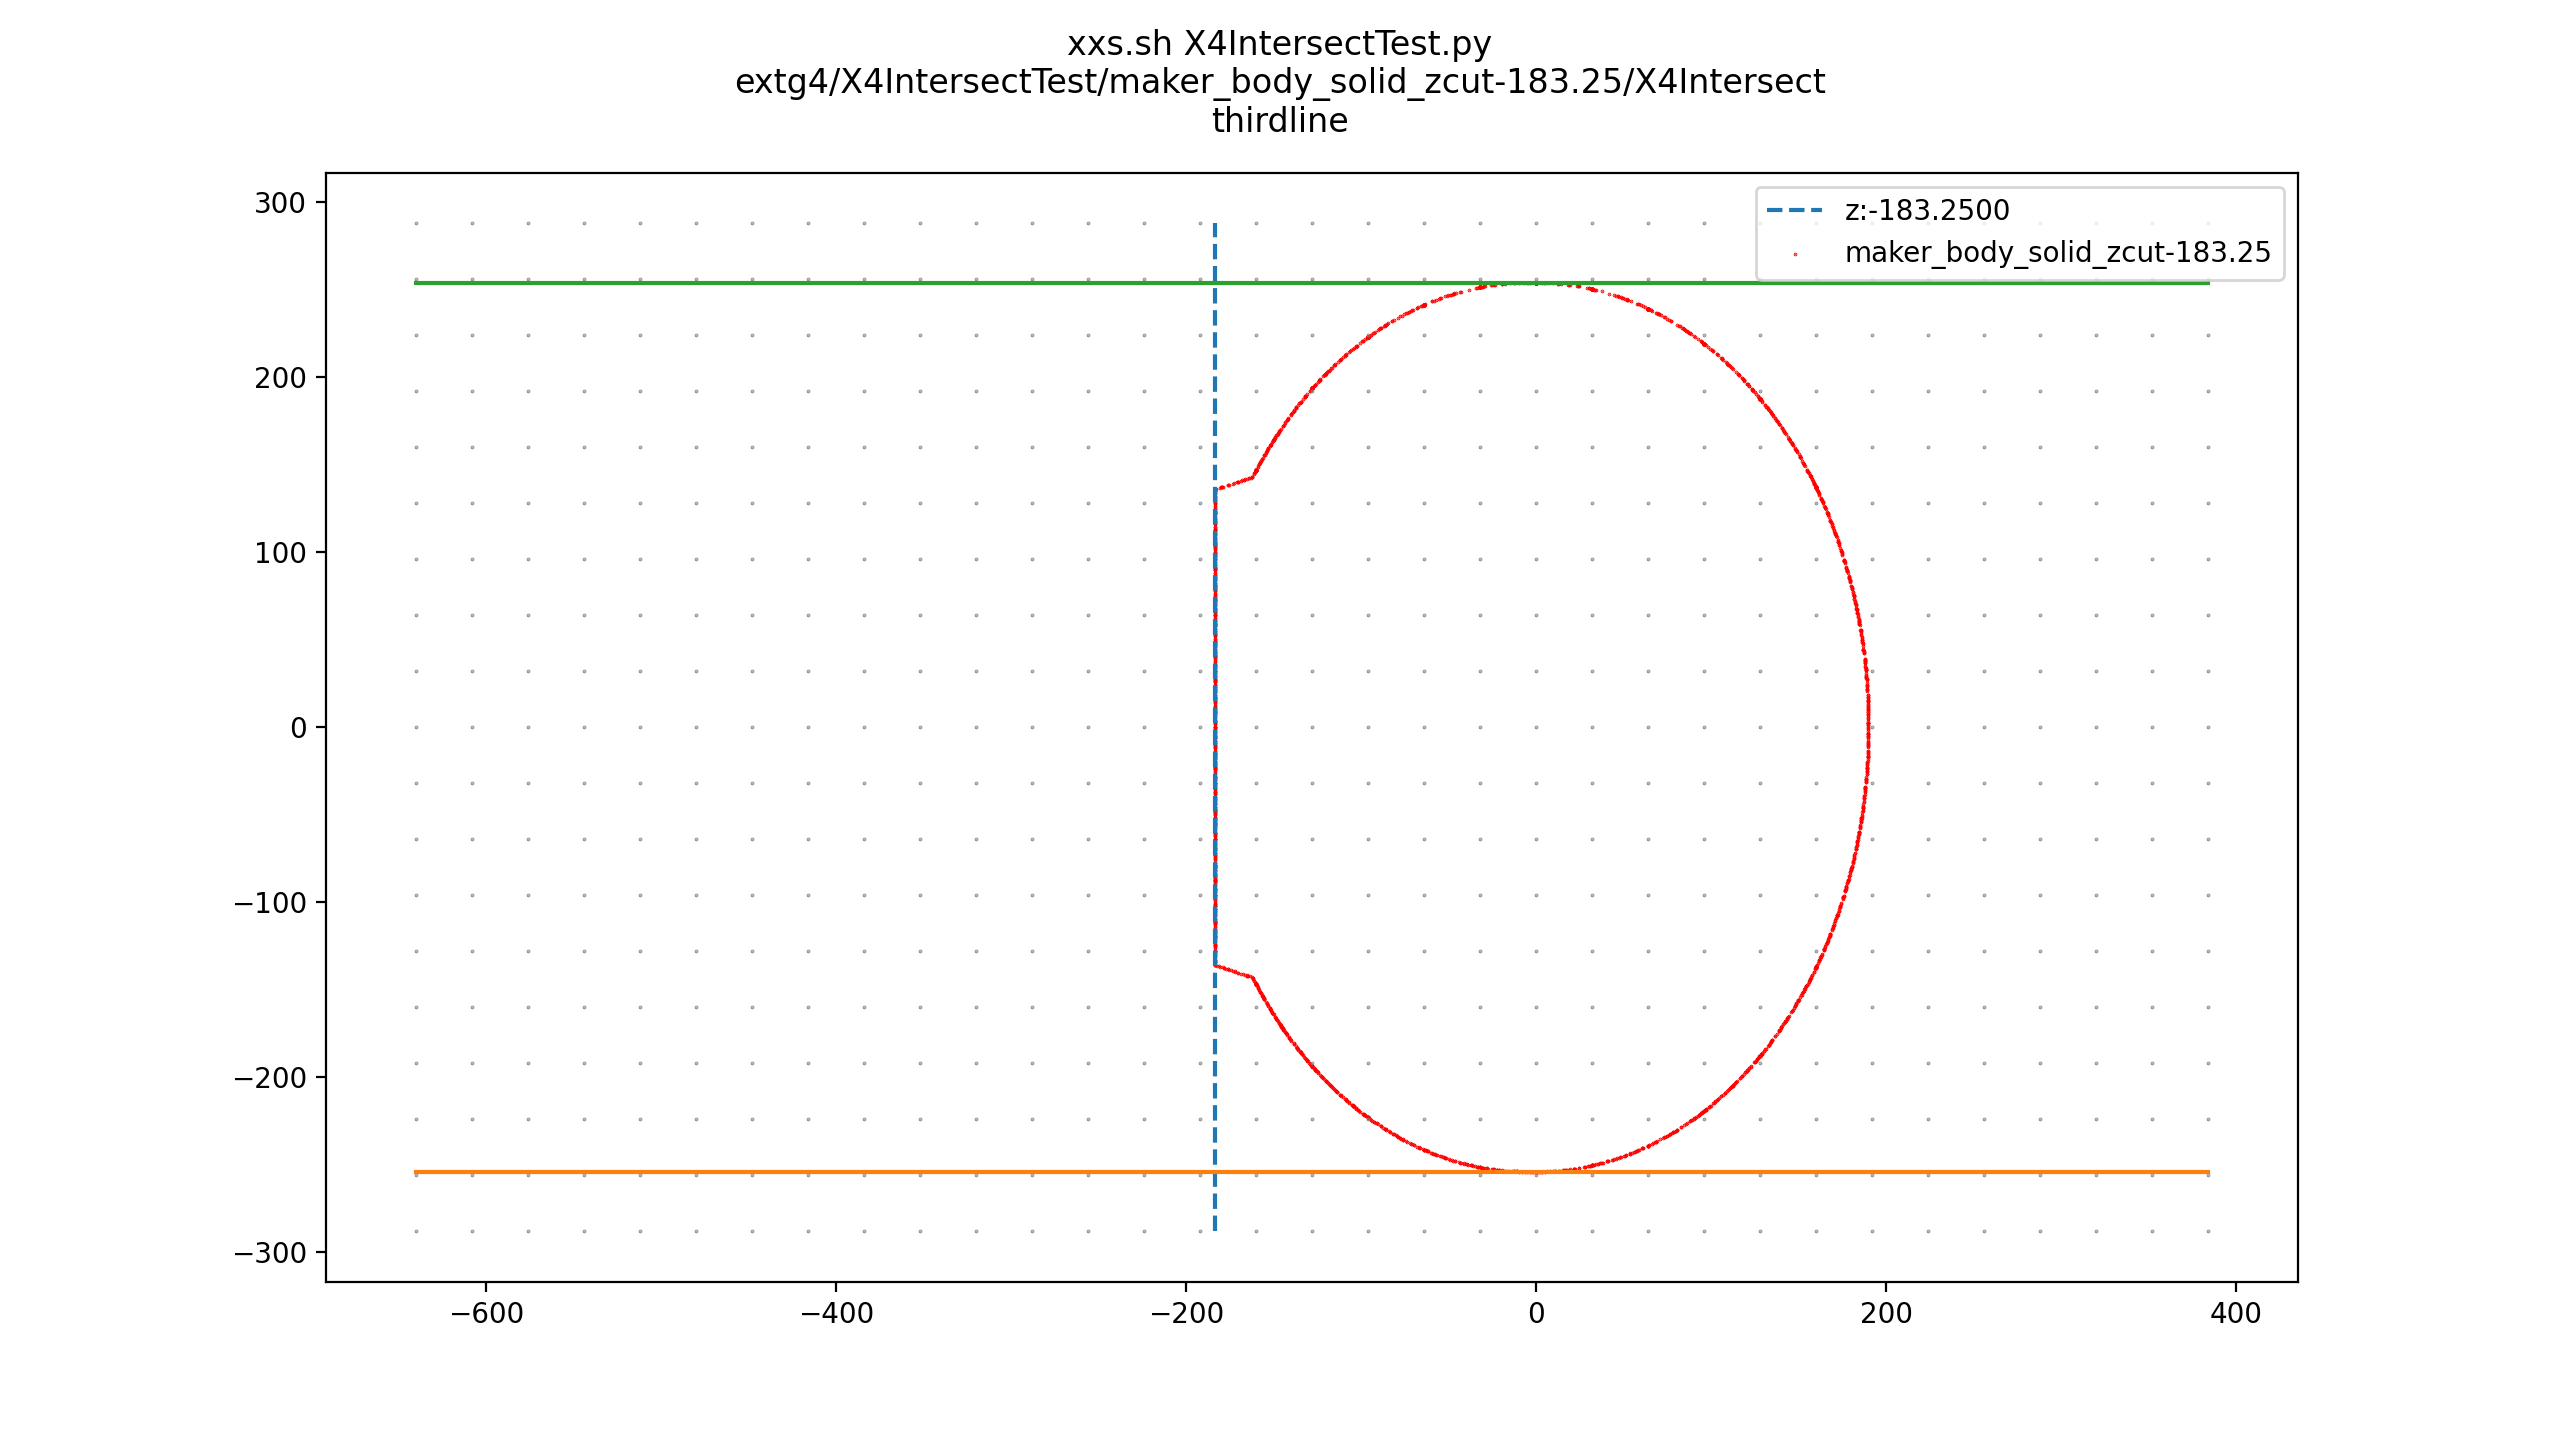 xxs.sh X4IntersectTest.py
extg4/X4IntersectTest/maker_body_solid_zcut-183.25/X4Intersect
thirdline
z:-183.2500
maker_body_solid_zcut-183.25
300
200
100
0
−100
−200
−300
−600
−400
−200
0
200
400